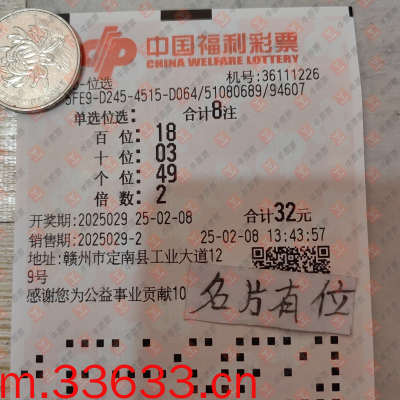 中国福利彩票
CHINA WELFARE LOTTERY
-位选
机号:36111226
5FE9-D245-4515-D064/51080689/94607
单选位选: 合计8注
百位: 18
十位: 03
个位: 49
倍数: 2
开奖期:2025029 25-02-08 合计32元
销售期:2025029-2 25-02-08 13:43:57
地址:赣州市定南县工业大道12
9号
感谢您为公益事业贡献10
名片有位
m.33633.cn